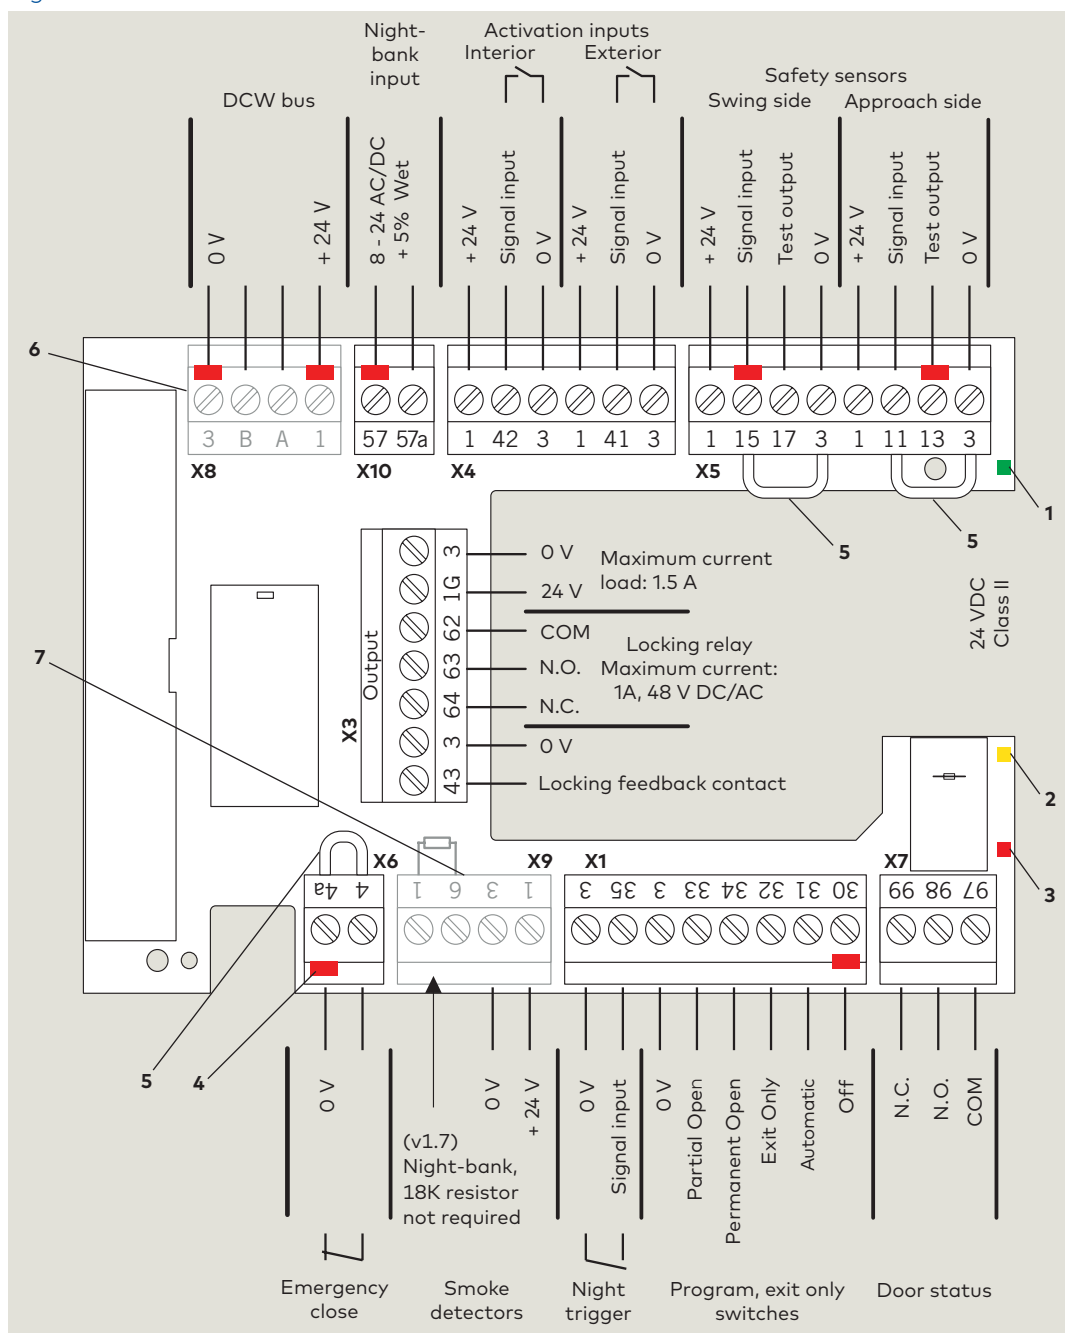 Night-
bank
input
Activation inputs
Interior
Exterior
Safety sensors
Swing side
Approach side
DCW bus
0 V
+ 24 V
8 - 24 AC/DC
+ 5% Wet
+ 24 V
Signal input
0 V
+ 24 V
Signal input
0 V
+ 24 V
Signal input
Test output
0 V
+ 24 V
Signal input
Test output
0 V
6
3 B A 1
57 57a
1 42 3 1 41 3
1 15 17 3 1 11 13 3
X8
X10
X4
X5
1
5
5
Output
X3
3
0 V
1G
24 V
Maximum current
load: 1.5 A
62
COM
63
N.O.
64
N.C.
Locking relay
Maximum current:
1A, 48 V DC/AC
3
0 V
43
Locking feedback contact
24 VDC
Class II
7
2
3
X6
X9
X1
X7
4a 4
1 6 3 1
3 35 3 33 34 32 31 30
99 98 97
5
4
0 V
(v1.7)
Night-bank,
18K resistor
not required
0 V
+ 24 V
0 V
Signal input
0 V
Partial Open
Permanent Open
Exit Only
Automatic
Off
N.C.
N.O.
COM
Emergency
close
Smoke
detectors
Night
trigger
Program, exit only
switches
Door status